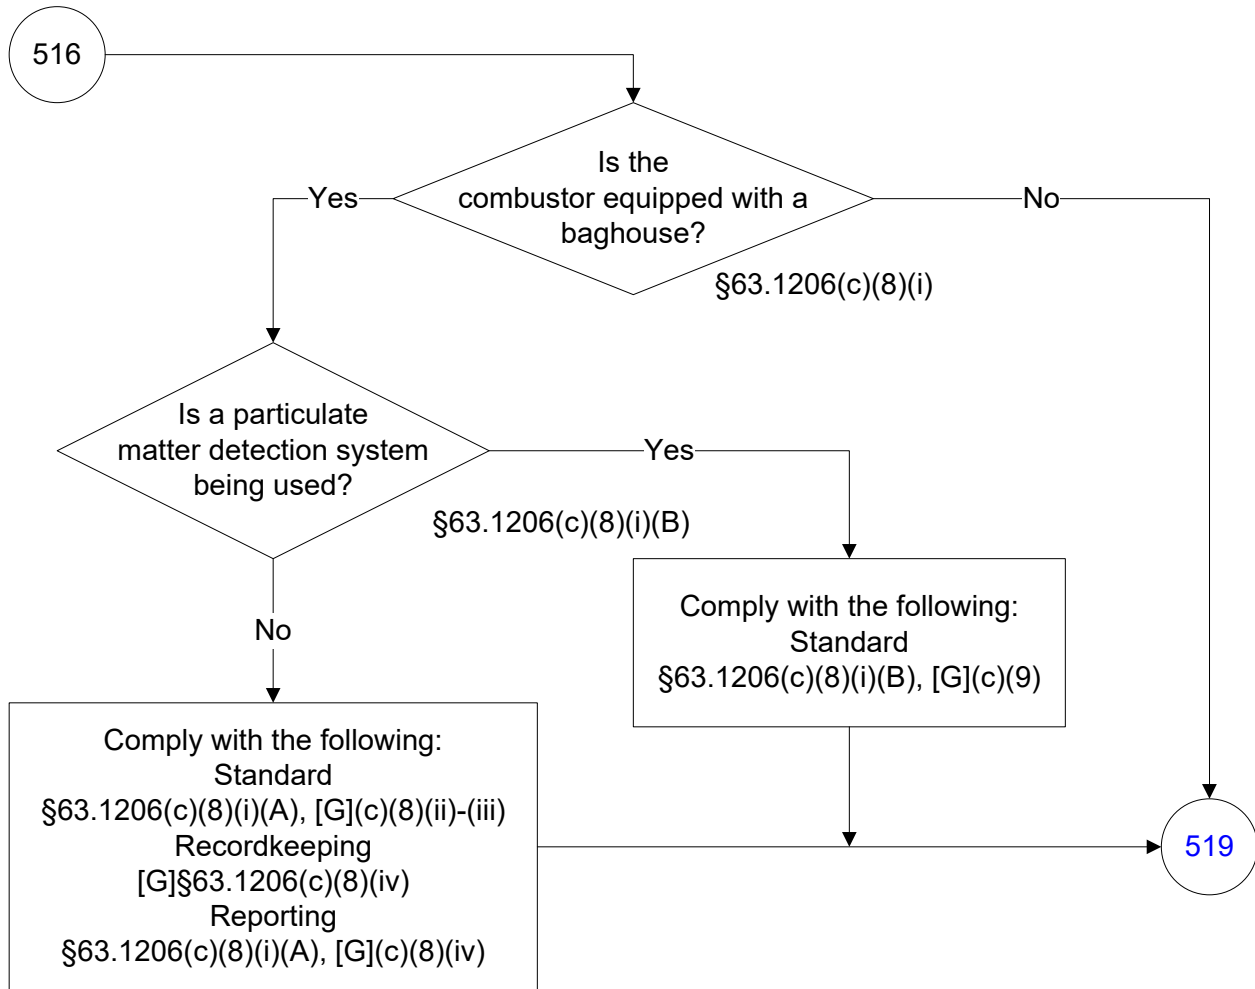 516
Is the
combustor equipped with a
baghouse?
Yes
No
§63.1206(c)(8)(i)
Is a particulate
matter detection system
being used?
Yes
§63.1206(c)(8)(i)(B)
No
Comply with the following:
Standard
§63.1206(c)(8)(i)(B), [G](c)(9)
Comply with the following:
Standard
§63.1206(c)(8)(i)(A), [G](c)(8)(ii)-(iii)
Recordkeeping
[G]§63.1206(c)(8)(iv)
Reporting
§63.1206(c)(8)(i)(A), [G](c)(8)(iv)
519